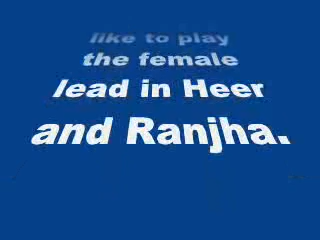 like to play
the female
lead in Heer
and Ranjha.